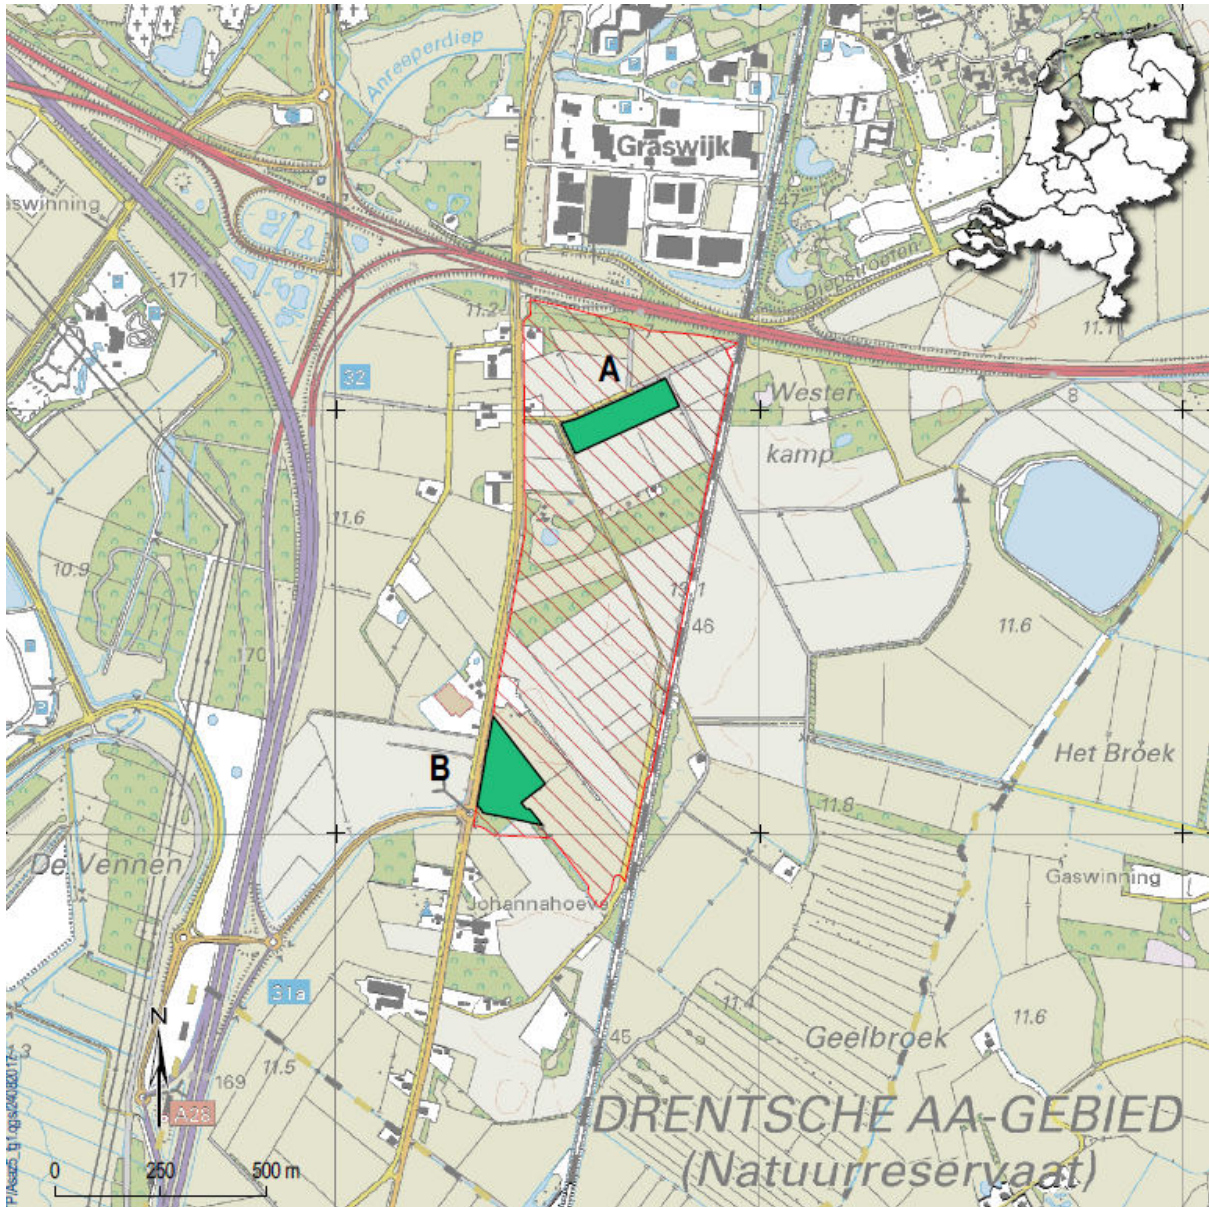 Anreeperdiep
Graswijk
swinning
171
47
Diepstroeten
11.2
11.1
32
A
Wester
kamp
8
11.6
10.9
13.1
46
11.6
170
B
Het Broek
11.8
De Vennen
Gaswinning
Johannahoeve
31a
11.4
11.6
N
Geelbroek
45
.3
11.5
169
A28
DRENTSCHE AA-GEBIED
(Natuurreservaat)
0 250 500 m